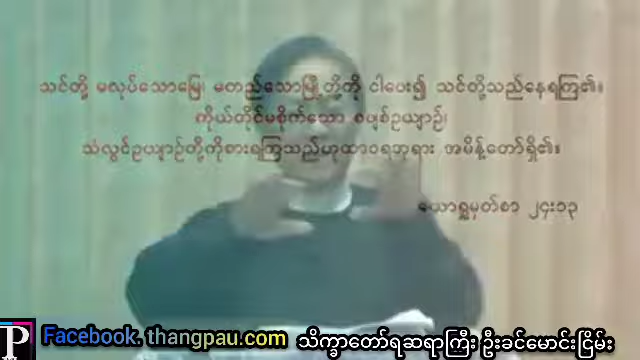 သင်တို့ မလုပ်သောမြေ၊ မတည်သောမြို့တို့ကို ငါပေး၍ သင်တို့သည်နေရကြ၏။
ကိုယ်တိုင်မစိုက်သော စပျစ်ဥယျာဉ်၊
သံလွင်ဥယျာဉ်တို့ကိုစားရကြသည်ဟုထာဝရဘုရား အမိန့်တော်ရှိ၏။
ယောရှုမှတ်စာ ၂၄း၁၃
P Facebook. thangpau.com သိက္ခာတော်ရဆရာကြီး ဦးခင်မောင်းငြိမ်း